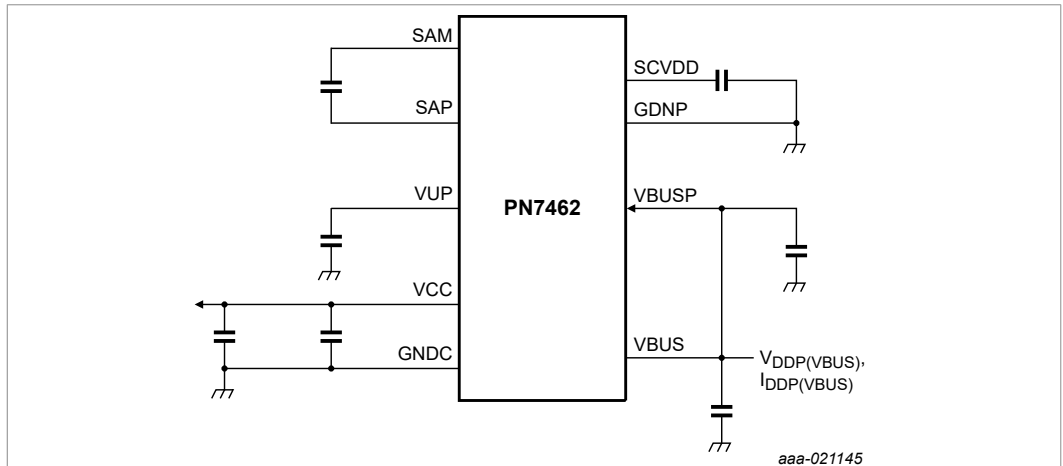 SAM
SAP
VUP
VCC
GNDC
PN7462
SCVDD
GDNP
VBUSP
VBUS
VDDP(VBUS),
IDDP(VBUS)
aaa-021145